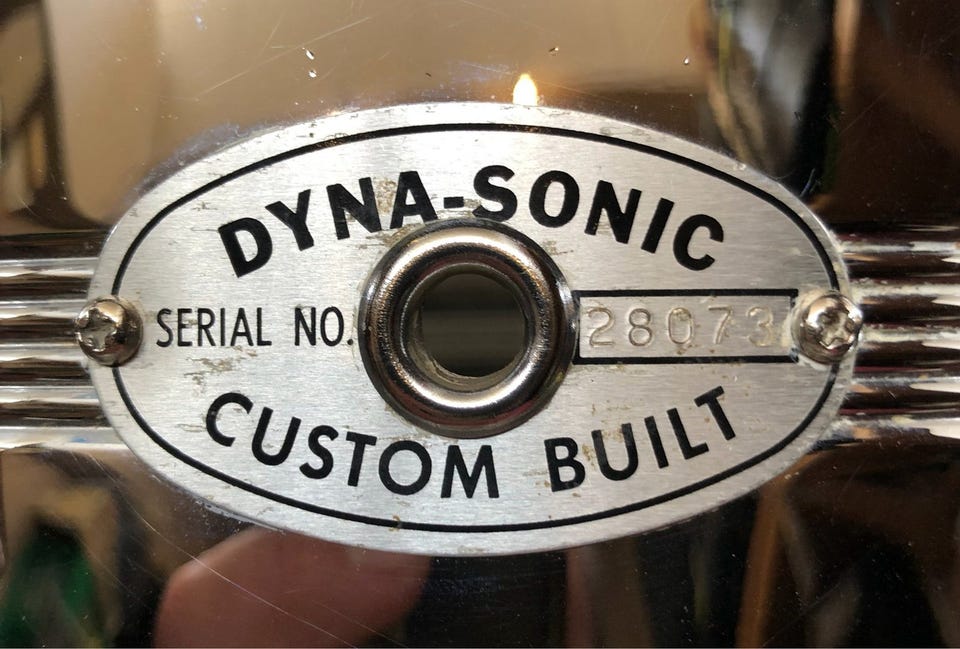 DYNA-SONIC
SERIAL NO. 28073
CUSTOM BUILT